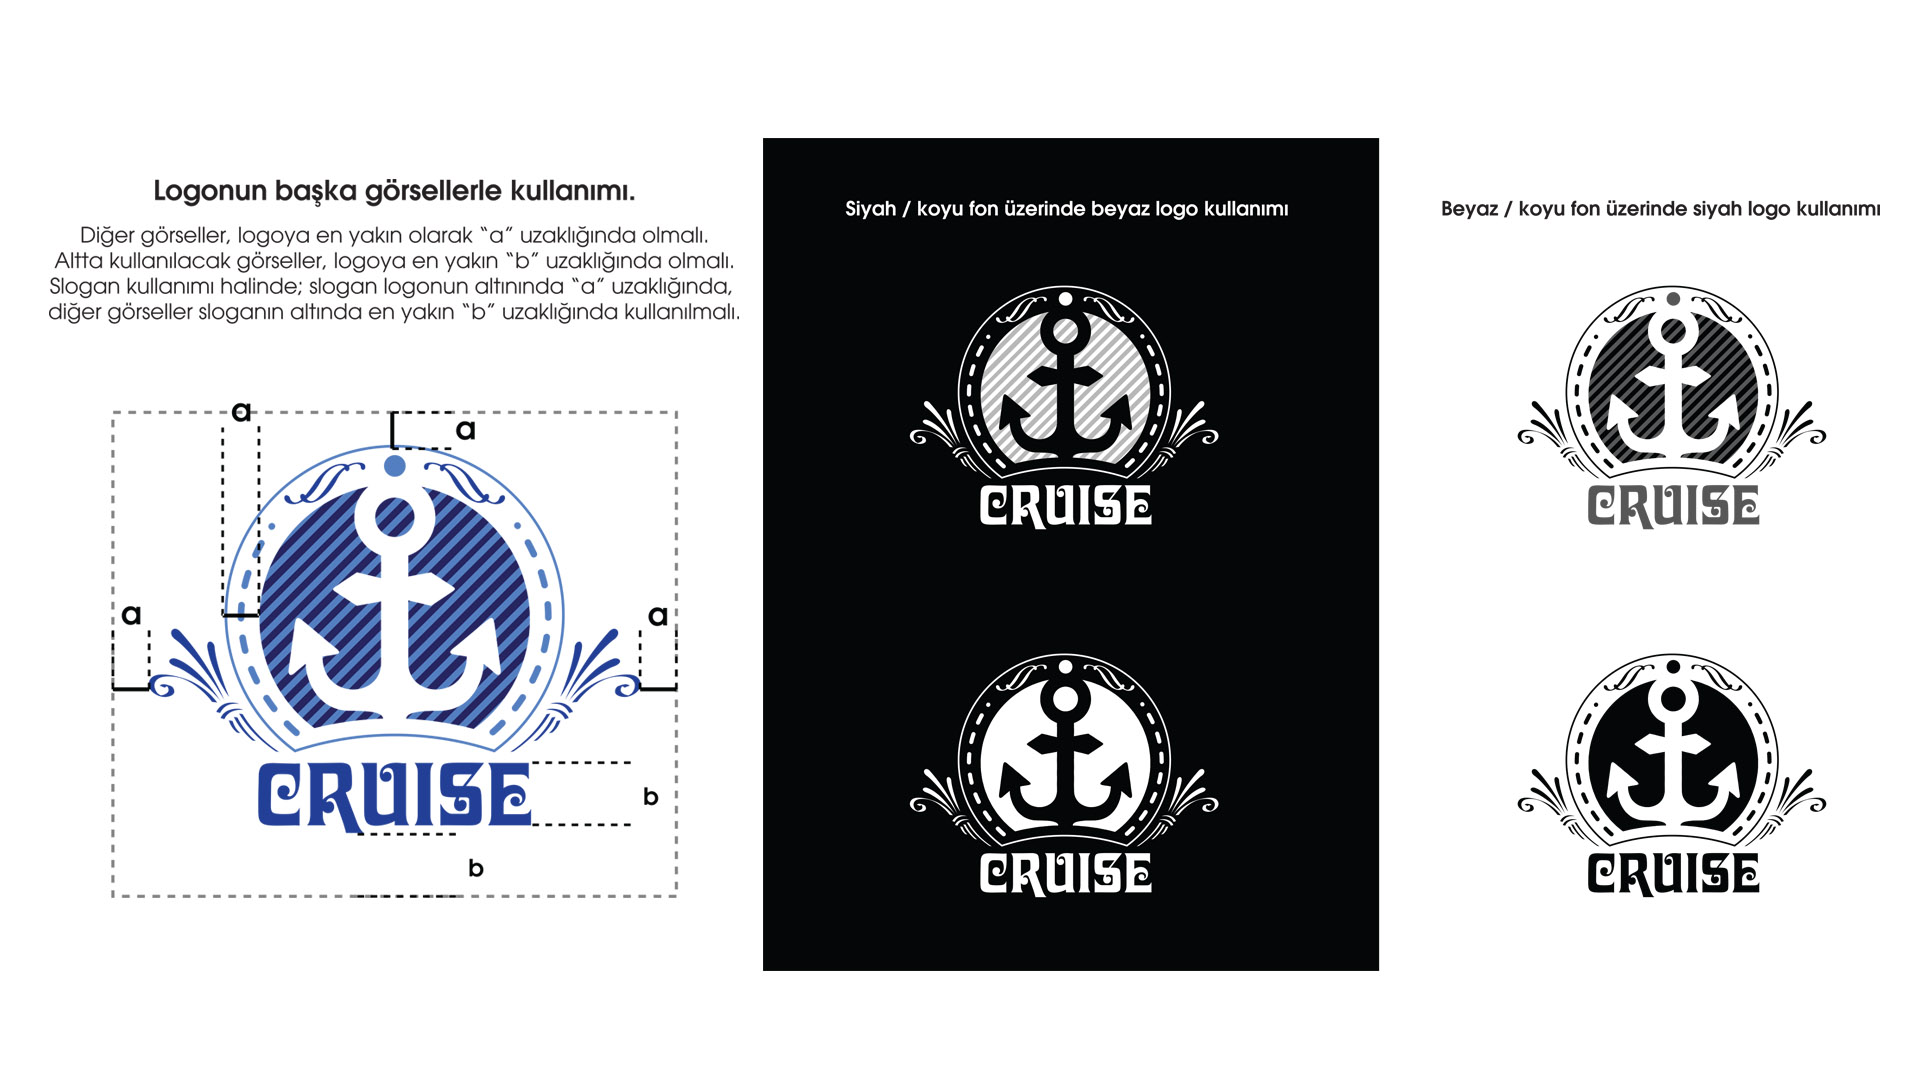 Logonun başka görsellerle kullanımı.
Diğer görseller, logoya en yakın olarak “a” uzaklığında olmalı.
Altta kullanılacak görseller, logoya en yakın “b” uzaklığında olmalı.
Slogan kullanımı halinde; slogan logonun altınında “a” uzaklığında,
diğer görseller sloganın altında en yakın “b” uzaklığında kullanılmalı.
a
a
a
a
CRUISE
b
b
Siyah / koyu fon üzerinde beyaz logo kullanımı
CRUISE
CRUISE
Beyaz / koyu fon üzerinde siyah logo kullanımı
CRUISE
CRUISE